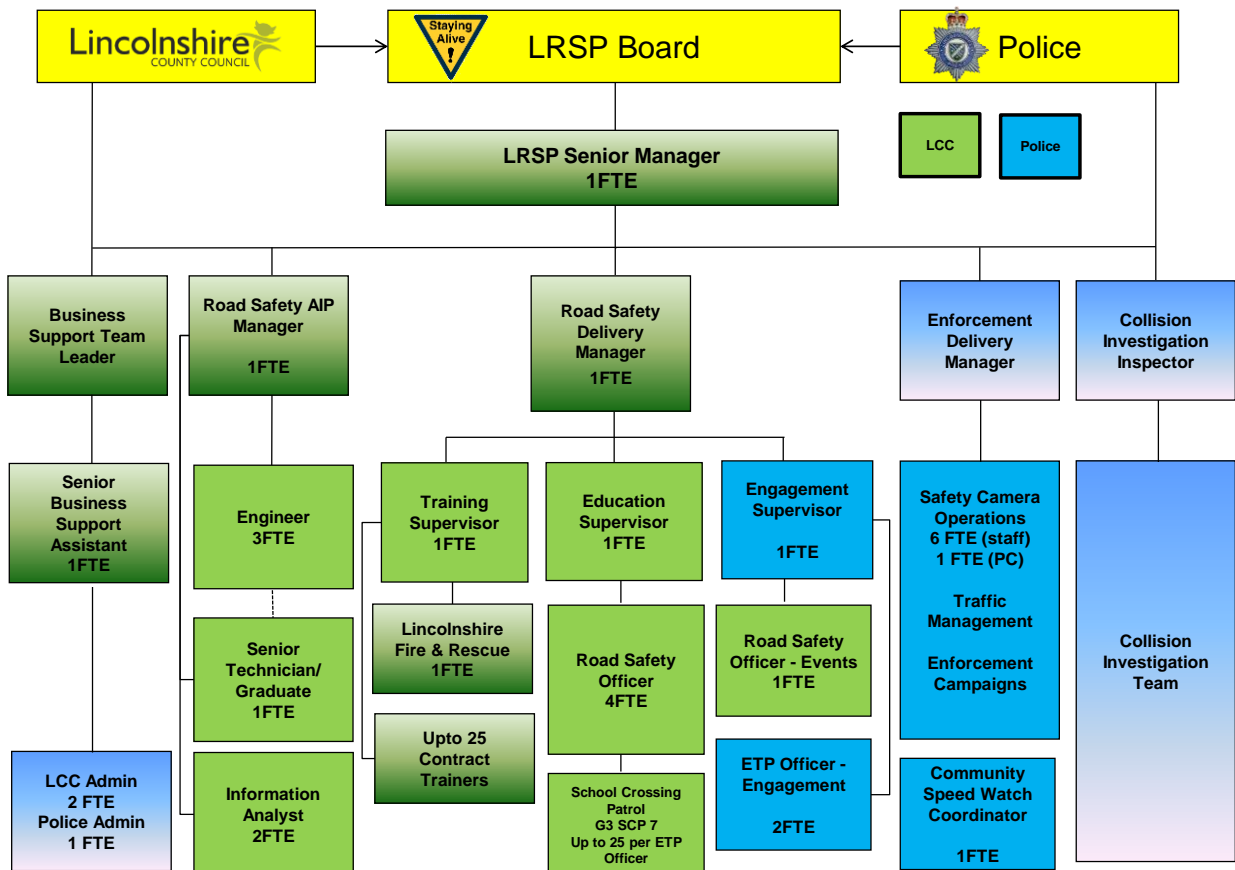 Lincolnshire
COUNTY COUNCIL
Staying
Alive
!
LRSP Board
Police
LRSP Senior Manager
1FTE
LCC
Police
Business
Support Team
Leader
Road Safety AIP
Manager
1FTE
Road Safety
Delivery
Manager
1FTE
Enforcement
Delivery
Manager
Collision
Investigation
Inspector
Senior
Business
Support
Assistant
1FTE
Engineer
3FTE
Training
Supervisor
1FTE
Education
Supervisor
1FTE
Engagement
Supervisor
1FTE
Safety Camera
Operations
6 FTE (staff)
1 FTE (PC)
Traffic
Management
Enforcement
Campaigns
Collision
Investigation
Team
Senior
Technician/
Graduate
1FTE
Lincolnshire
Fire & Rescue
1FTE
Road Safety
Officer
4FTE
Road Safety
Officer - Events
1FTE
LCC Admin
2 FTE
Police Admin
1 FTE
Information
Analyst
2FTE
Upto 25
Contract
Trainers
School Crossing
Patrol
G3 SCP 7
Up to 25 per ETP
Officer
ETP Officer -
Engagement
2FTE
Community
Speed Watch
Coordinator
1FTE